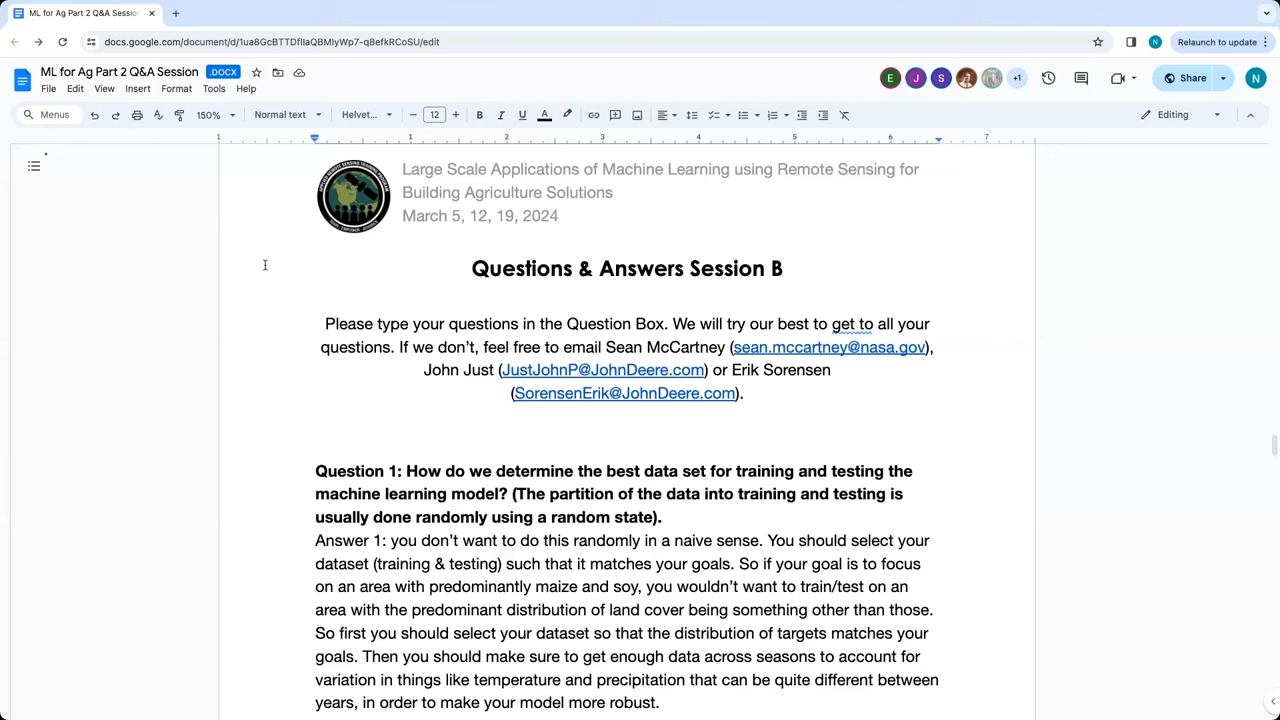 ML for Ag Part 2 Q&A Sessio
docs.google.com/document/d/1ua8GcBTTDfIlaQBMIyWp7-q8efkRCoSU/edit
N
Relaunch to update
ML for Ag Part 2 Q&A Session .DOCX
File Edit View Insert Format Tools Help
E J S +1 Share N
Menus 150% Normal text Helvet... 12 B I U A Editing
1 1 2 3 4 5 6 7
Large Scale Applications of Machine Learning using Remote Sensing for
Building Agriculture Solutions
March 5, 12, 19, 2024
Questions & Answers Session B
Please type your questions in the Question Box. We will try our best to get to all your
questions. If we don’t, feel free to email Sean McCartney (sean.mccartney@nasa.gov),
John Just (JustJohnP@JohnDeere.com) or Erik Sorensen
(SorensenErik@JohnDeere.com).
Question 1: How do we determine the best data set for training and testing the
machine learning model? (The partition of the data into training and testing is
usually done randomly using a random state).
Answer 1: you don’t want to do this randomly in a naive sense. You should select your
dataset (training & testing) such that it matches your goals. So if your goal is to focus
on an area with predominantly maize and soy, you wouldn’t want to train/test on an
area with the predominant distribution of land cover being something other than those.
So first you should select your dataset so that the distribution of targets matches your
goals. Then you should make sure to get enough data across seasons to account for
variation in things like temperature and precipitation that can be quite different between
years, in order to make your model more robust.